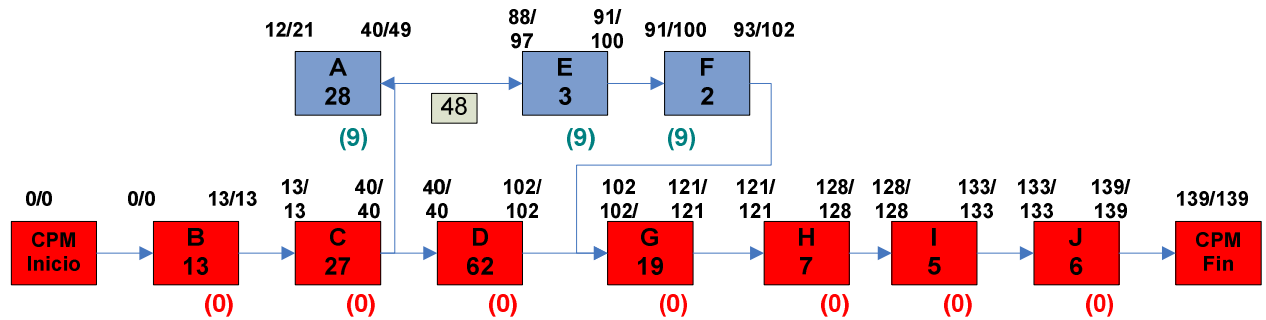 12/21 40/49 88/ 97 91/ 100 91/100 93/102
A
28
E
3
F
2
48
(9) (9) (9)
0/0 0/0 13/13 13/ 13 40/ 40 40/ 40 102/ 102 102 102/ 121/ 121 121/ 121 128/ 128 128/ 128 133/ 133 133/ 133 139/ 139 139/139
CPM
Inicio
B
13
C
27
D
62
G
19
H
7
I
5
J
6
CPM
Fin
(0) (0) (0) (0) (0) (0) (0)